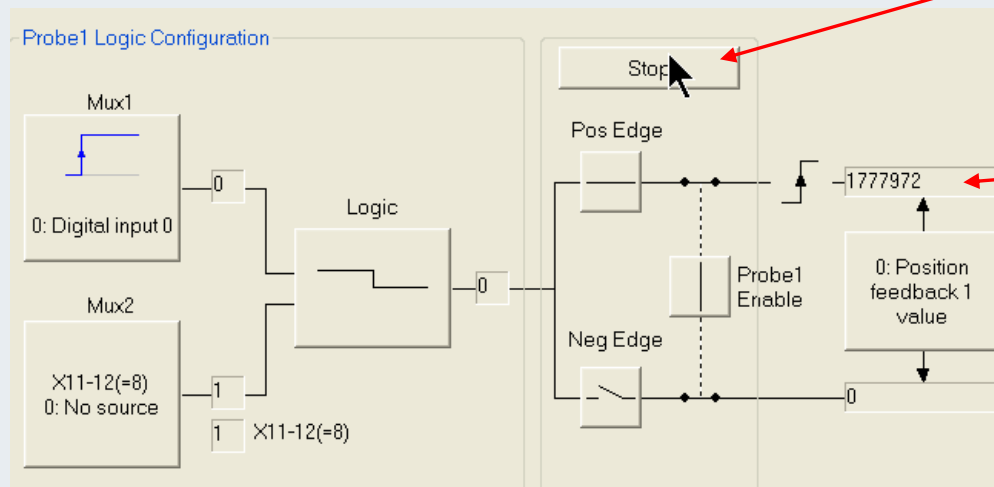 Probe1 Logic Configuration
Stop
Mux1
0: Digital input 0
0
Logic
0
Mux2
X11-12(=8)
0: No source
1
1
X11-12(=8)
Pos Edge
Probe1
Enable
Neg Edge
1777972
0: Position
feedback 1
value
0